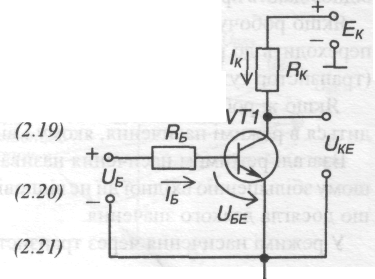 +
E_К
−
I_К
R_К
VT1
(2.19)
R_Б
+
U_Б
I_Б
U_КЕ
(2.20)
−
U_БЕ
(2.21)